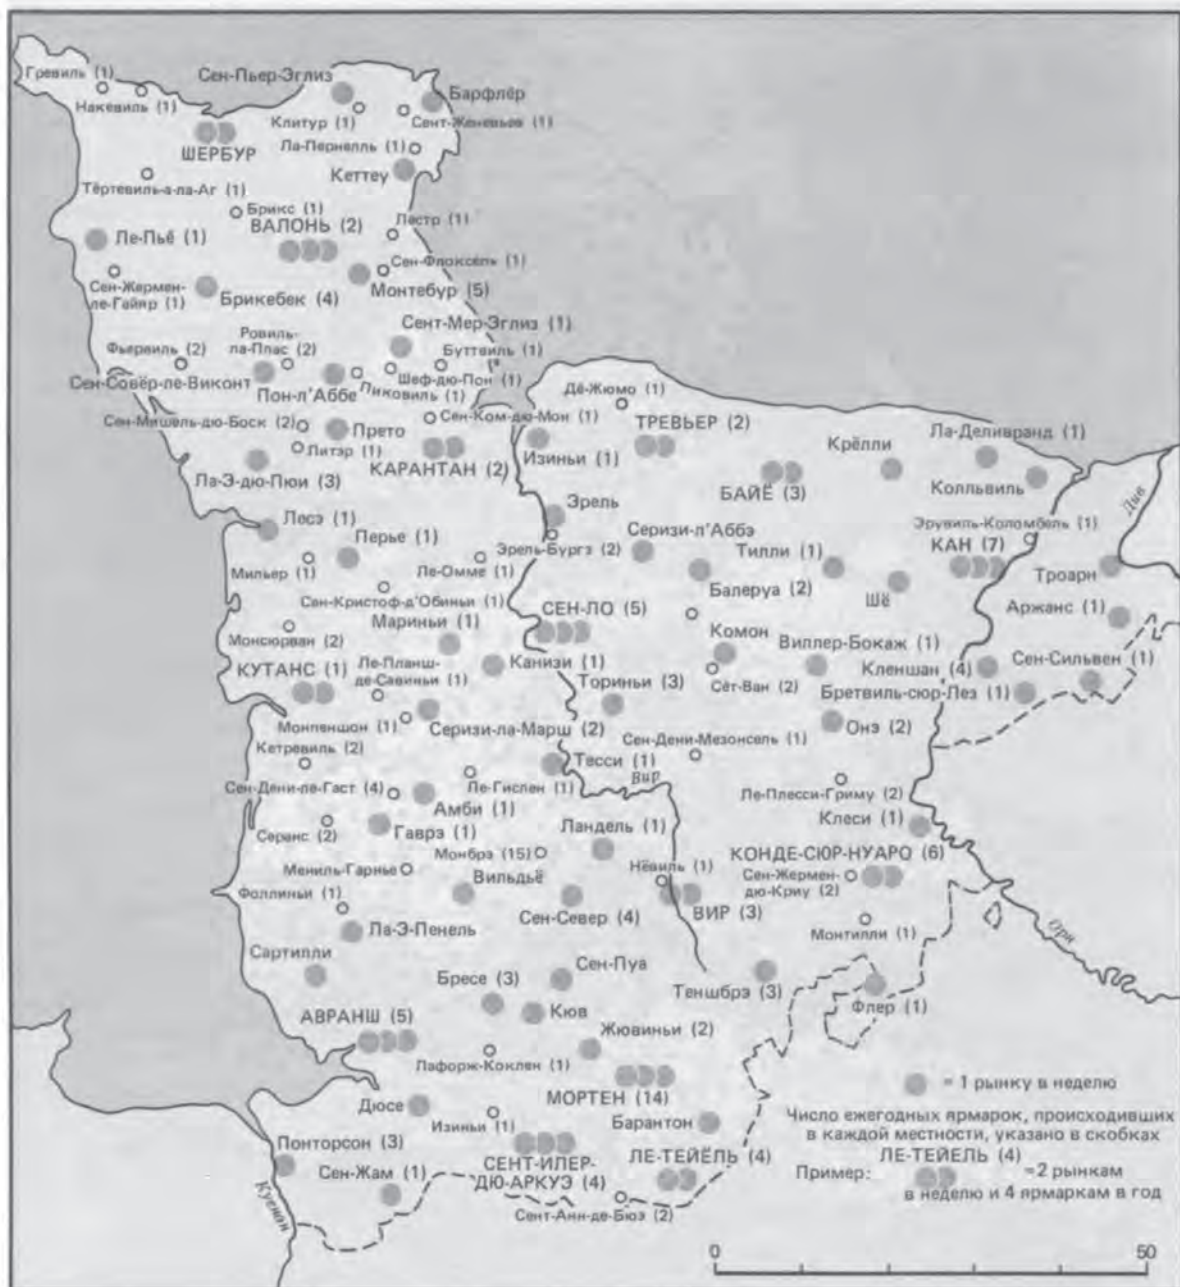 Гревиль (1)
Накевиль (1)
Сен-Пьер-Эглиз
Барфлёр
Клитур (1)
Сент-Женевьев (1)
ШЕРБУР
Ла-Пернелль (1)
Кеттеу
Тёртевиль-а-ла-Аг (1)
Брикс (1)
ВАЛОНЬ (2)
Лестр (1)
Ле-Пьё (1)
Сен-Флоксель (1)
Сен-Жермен-
ле-Гайяр (1)
Брикебек (4)
Монтебур (5)
Сент-Мер-Эглиз (1)
Фьервиль (2)
Ровиль-
ла-Плас (2)
Буттвиль (1)
Сен-Совёр-ле-Виконт
Пон-л'Аббе
Пиковиль (1)
Шеф-дю-Пон (1)
Дё-Жюмо (1)
Сен-Мишель-дю-Боск (2)
Прето
Сен-Ком-дю-Мон (1)
ТРЕВЬЕР (2)
Литэр (1)
КАРАНТАН (2)
Изиньи (1)
Крёлли
Ла-Деливранд (1)
Ла-Э-дю-Пюи (3)
БАЙЁ (3)
Колльвиль
Див
Лесэ (1)
Эрель
Перье (1)
Эрель-Бургэ (2)
Серизи-л'Аббэ
Тилли (1)
Эрувиль-Коломбель (1)
КАН (7)
Мильер (1)
Ле-Омме (1)
Балеруа (2)
Шё
Троарн
Сен-Кристоф-д'Обиньи (1)
Мариньи (1)
СЕН-ЛО (5)
Аржанс (1)
Монсюрван (2)
Комон
Виллер-Бокаж (1)
КУТАНС (1)
Ле-Планш-
де-Савиньи (1)
Канизи (1)
Кленшан (4)
Сен-Сильвен (1)
Ториньи (3)
Сёт-Ван (2)
Бретвиль-сюр-Лез (1)
Монпеншон (1)
Серизи-ла-Марш (2)
Онэ (2)
Кетревиль (2)
Сен-Дени-Мезонсель (1)
Тесси (1)
Вир
Сен-Дени-ле-Гаст (4)
Ле-Гислен (1)
Ле-Плесси-Гриму (2)
Амби (1)
Серанс (2)
Гаврэ (1)
Ландель (1)
Клеси (1)
Монбрэ (15)
КОНДЕ-СЮР-НУАРО (6)
Мениль-Гарнье
Нёвиль (1)
Сен-Жермен-
дю-Криу (2)
Фоллиньи (1)
Вильдьё
Сен-Север (4)
ВИР (3)
Ла-Э-Пенель
Монтилли (1)
Орн
Сартилли
Бресе (3)
Сен-Пуа
Теншбрэ (3)
Флер (1)
АВРАНШ (5)
Кюв
Жювиньи (2)
Лафорж-Коклен (1)
МОРТЕН (14)
= 1 рынку в неделю
Дюсе
Изиньи (1)
Барантон
Число ежегодных ярмарок, происходивших
в каждой местности, указано в скобках
Понторсон (3)
СЕНТ-ИЛЕР-
ДЮ-АРКУЭ (4)
ЛЕ-ТЕЙЁЛЬ (4)
Пример: ЛЕ-ТЕЙЕЛЬ (4)
=2 рынкам
в неделю и 4 ярмаркам в год
Сен-Жам (1)
Куенон
Сент-Анн-де-Бюэ (2)
0 50